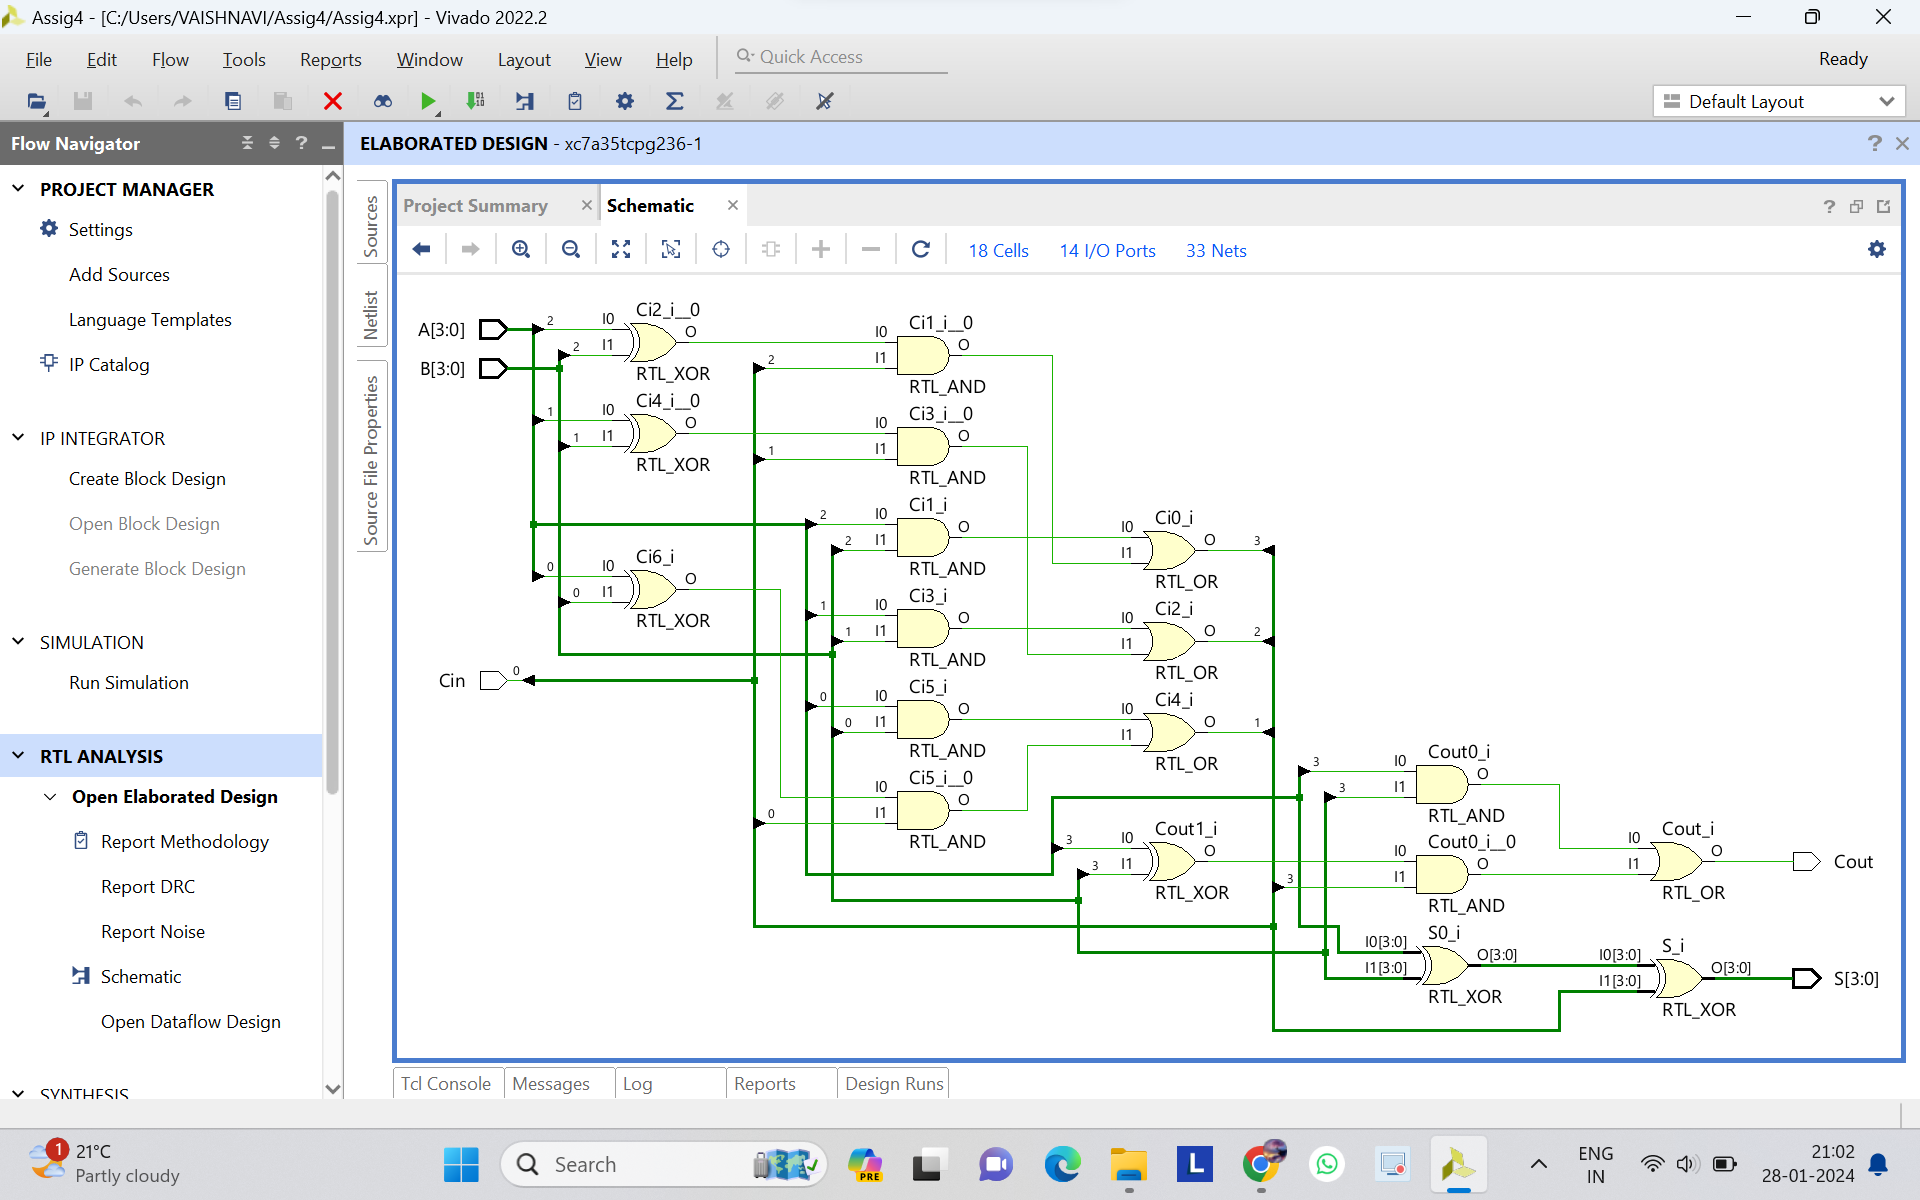 Assig4 - [C:/Users/VAISHNAVI/Assig4/Assig4.xpr] - Vivado 2022.2
File Edit Flow Tools Reports Window Layout View Help Quick Access Ready
Default Layout
Flow Navigator
ELABORATED DESIGN - xc7a35tcpg236-1
PROJECT MANAGER
Settings
Add Sources
Language Templates
IP Catalog
IP INTEGRATOR
Create Block Design
Open Block Design
Generate Block Design
SIMULATION
Run Simulation
RTL ANALYSIS
Open Elaborated Design
Report Methodology
Report DRC
Report Noise
Schematic
Open Dataflow Design
SYNTHESIS
Sources
Netlist
Source File Properties
Project Summary
Schematic
18 Cells 14 I/O Ports 33 Nets
A[3:0]
B[3:0]
Cin
0
2
2
Ci2_i__0
I0
I1
O
RTL_XOR
1
1
Ci4_i__0
I0
I1
O
RTL_XOR
0
0
Ci6_i
I0
I1
O
RTL_XOR
2
Ci1_i__0
I0
I1
O
RTL_AND
1
Ci3_i__0
I0
I1
O
RTL_AND
2
2
Ci1_i
I0
I1
O
RTL_AND
1
1
Ci3_i
I0
I1
O
RTL_AND
0
0
Ci5_i
I0
I1
O
RTL_AND
0
Ci5_i__0
I0
I1
O
RTL_AND
Ci0_i
I0
I1
O
3
RTL_OR
Ci2_i
I0
I1
O
2
RTL_OR
Ci4_i
I0
I1
O
1
RTL_OR
3
3
Cout1_i
I0
I1
O
RTL_XOR
3
3
Cout0_i
I0
I1
O
RTL_AND
3
Cout0_i__0
I0
I1
O
RTL_AND
S0_i
I0[3:0]
I1[3:0]
O[3:0]
RTL_XOR
Cout_i
I0
I1
O
RTL_OR
Cout
S_i
I0[3:0]
I1[3:0]
O[3:0]
RTL_XOR
S[3:0]
Tcl Console Messages Log Reports Design Runs
1
21°C
Partly cloudy
Search
PRE
L
ENG
IN
21:02
28-01-2024